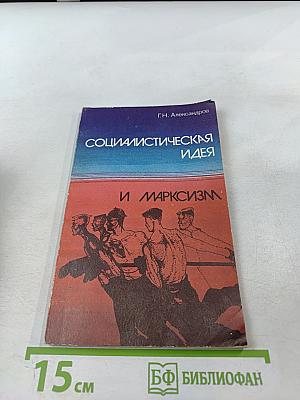 Г.Н. Александров
СОЦИАЛИСТИЧЕСКАЯ
ИДЕЯ
И МАРКСИЗМ
15 см
БФ БИБЛИОФАН